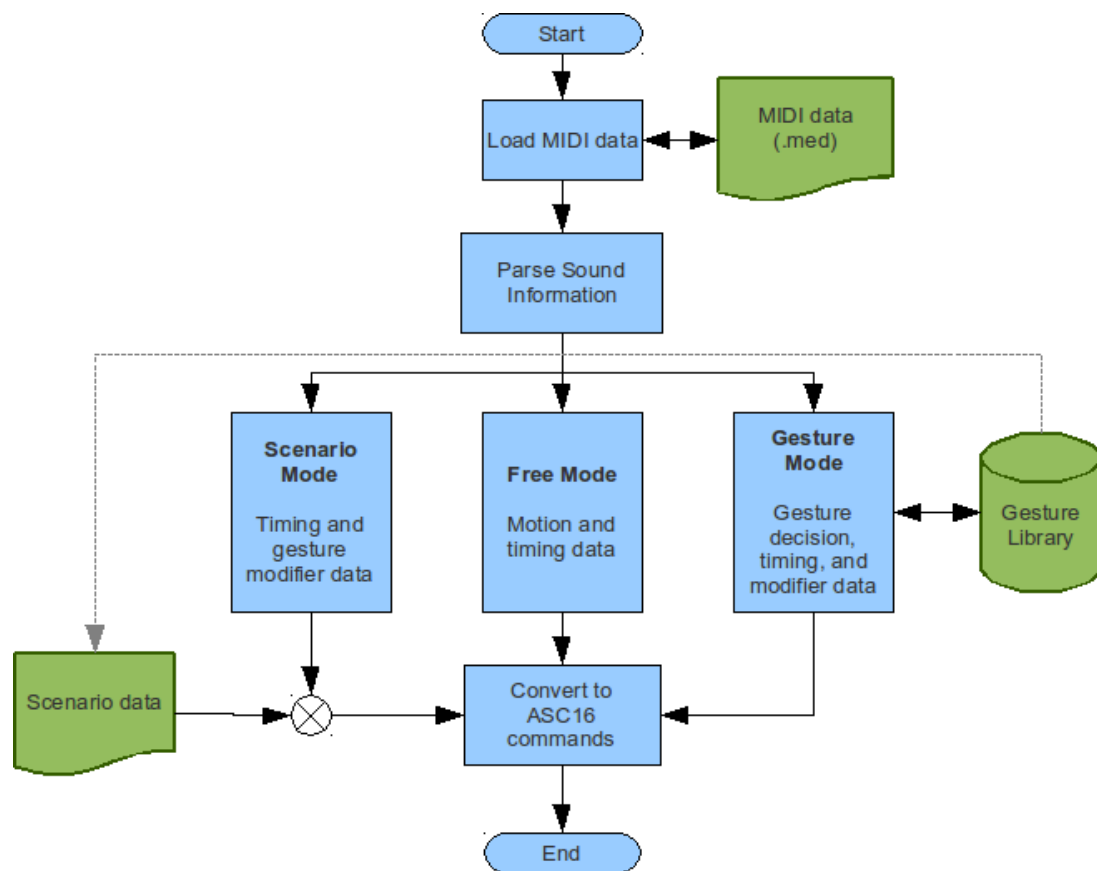 Start
Load MIDI data
MIDI data
(.med)
Parse Sound
Information
Scenario
Mode
Timing and
gesture
modifier data
Free Mode
Motion and
timing data
Gesture
Mode
Gesture
decision,
timing, and
modifier data
Gesture
Library
Scenario data
Convert to
ASC16
commands
End